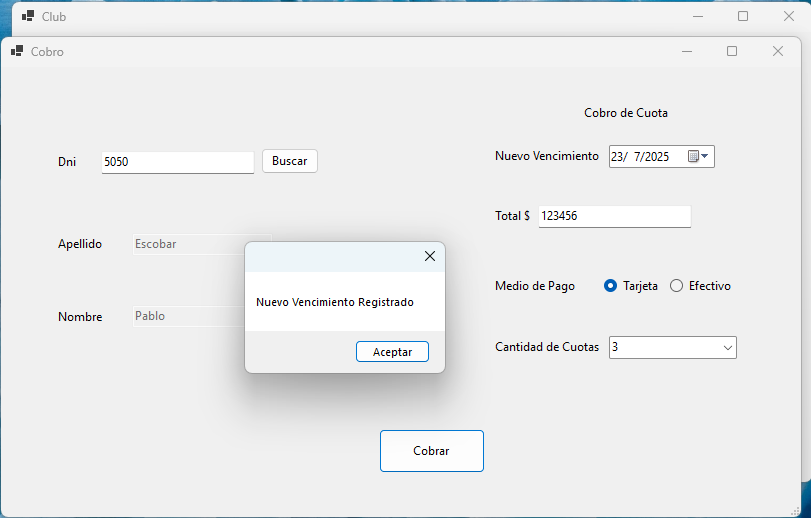 Club
Cobro
Cobro de Cuota
Dni 5050 Buscar
Nuevo Vencimiento 23/ 7/2025
Total $ 123456
Apellido Escobar
Nuevo Vencimiento Registrado
Aceptar
Medio de Pago Tarjeta Efectivo
Nombre Pablo
Cantidad de Cuotas 3
Cobrar